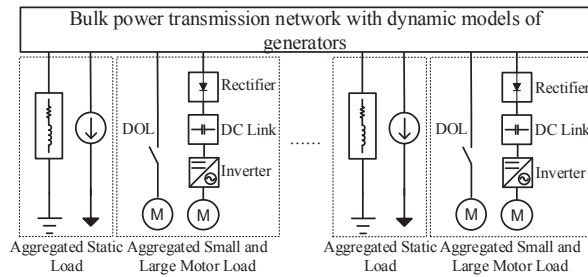 Bulk power transmission network with dynamic models of
generators
Rectifier
DOL
DC Link
Inverter
M
M
Aggregated Static
Load
Aggregated Small and
Large Motor Load
......
Rectifier
DOL
DC Link
Inverter
M
M
Aggregated Static
Load
Aggregated Small and
Large Motor Load